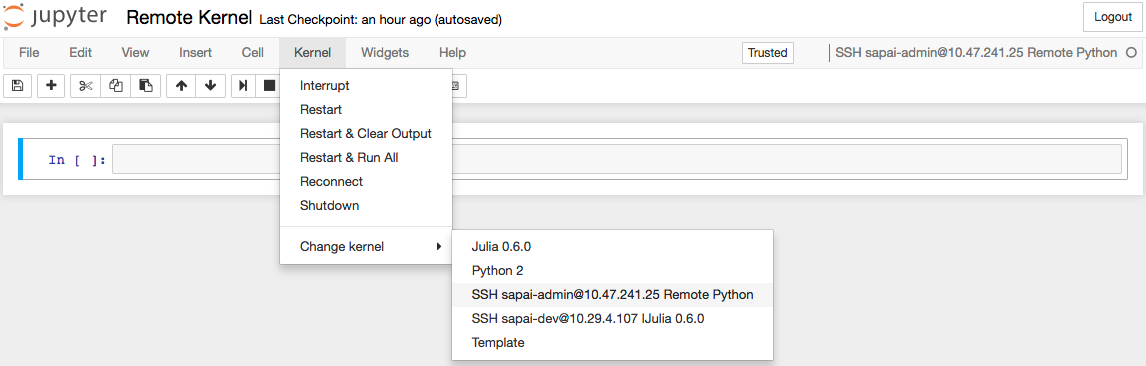 jupyter Remote Kernel Last Checkpoint: an hour ago (autosaved) Logout
File Edit View Insert Cell Kernel Widgets Help Trusted SSH sapai-admin@10.47.241.25 Remote Python
Interrupt
Restart
Restart & Clear Output
Restart & Run All
In [ ]:
Reconnect
Shutdown
Change kernel
Julia 0.6.0
Python 2
SSH sapai-admin@10.47.241.25 Remote Python
SSH sapai-dev@10.29.4.107 IJulia 0.6.0
Template